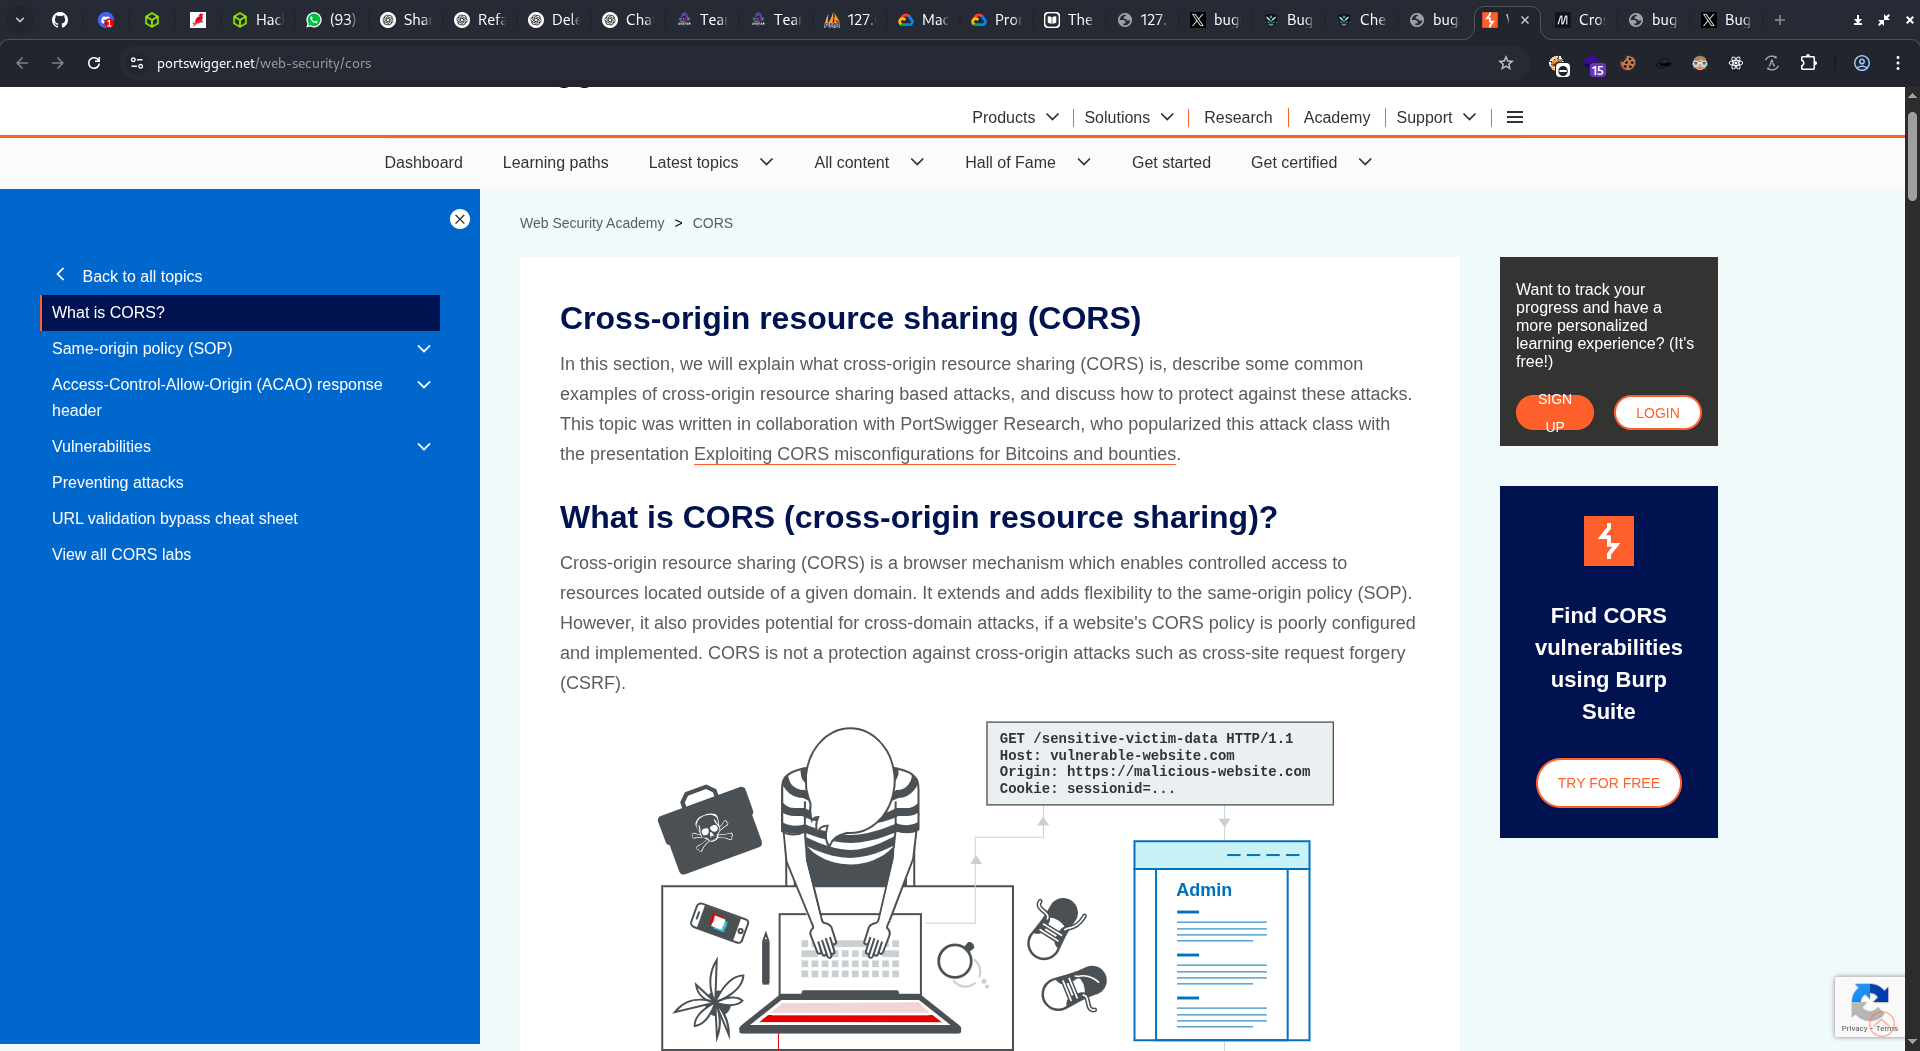 Hac
(93)
Shar
Refa
Dele
Cha
Tear
Tear
127.
Mac
Pror
The
127.
bug
Bug
Che
bug
Cros
bug
Bug
portswigger.net/web-security/cors
15
Products
Solutions
Research
Academy
Support
Dashboard
Learning paths
Latest topics
All content
Hall of Fame
Get started
Get certified
Web Security Academy > CORS
Back to all topics
What is CORS?
Same-origin policy (SOP)
Access-Control-Allow-Origin (ACAO) response
header
Vulnerabilities
Preventing attacks
URL validation bypass cheat sheet
View all CORS labs
Cross-origin resource sharing (CORS)
In this section, we will explain what cross-origin resource sharing (CORS) is, describe some common
examples of cross-origin resource sharing based attacks, and discuss how to protect against these attacks.
This topic was written in collaboration with PortSwigger Research, who popularized this attack class with
the presentation Exploiting CORS misconfigurations for Bitcoins and bounties.
What is CORS (cross-origin resource sharing)?
Cross-origin resource sharing (CORS) is a browser mechanism which enables controlled access to
resources located outside of a given domain. It extends and adds flexibility to the same-origin policy (SOP).
However, it also provides potential for cross-domain attacks, if a website's CORS policy is poorly configured
and implemented. CORS is not a protection against cross-origin attacks such as cross-site request forgery
(CSRF).
GET /sensitive-victim-data HTTP/1.1
Host: vulnerable-website.com
Origin: https://malicious-website.com
Cookie: sessionid=...
Admin
Want to track your
progress and have a
more personalized
learning experience? (It's
free!)
SIGN
UP
LOGIN
Find CORS
vulnerabilities
using Burp
Suite
TRY FOR FREE
Privacy - Terms